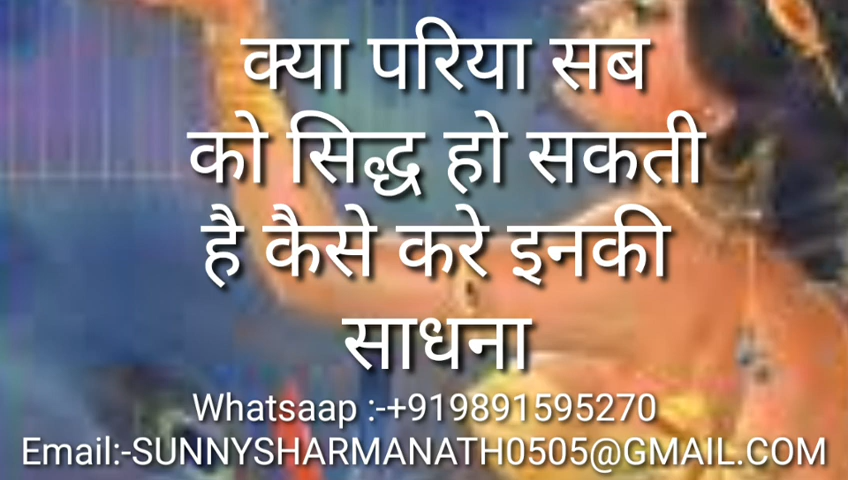 क्या परिया सब
को सिद्ध हो सकती
है कैसे करे इनकी
साधना
Whatsaap :-+919891595270
Email:-SUNNYSHARMANATH0505@GMAIL.COM